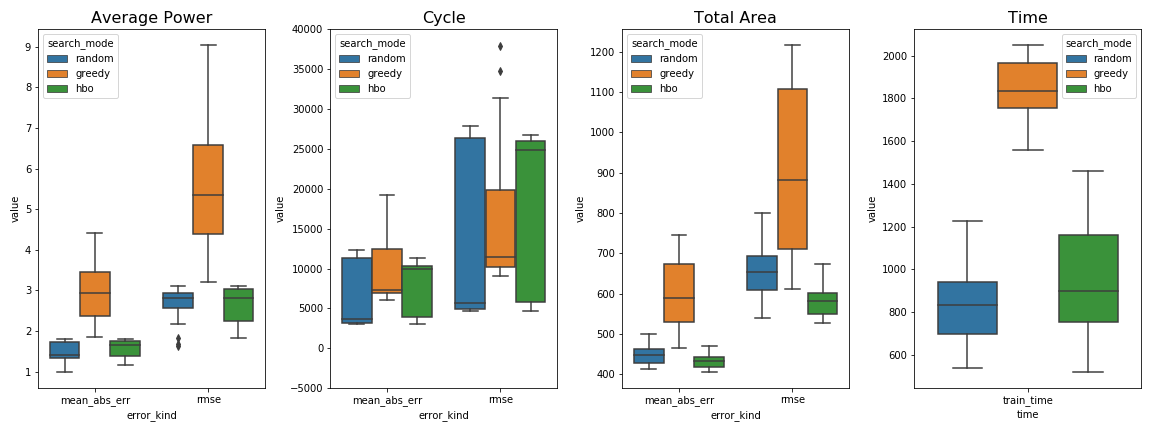 Average Power
Cycle
Total Area
Time
search_mode
random
greedy
hbo
value
9
8
7
6
5
4
3
2
1
mean_abs_err
rmse
error_kind
search_mode
random
greedy
hbo
value
40000
35000
30000
25000
20000
15000
10000
5000
0
−5000
mean_abs_err
rmse
error_kind
search_mode
random
greedy
hbo
value
1200
1100
1000
900
800
700
600
500
400
mean_abs_err
rmse
error_kind
search_mode
random
greedy
hbo
value
2000
1800
1600
1400
1200
1000
800
600
train_time
time